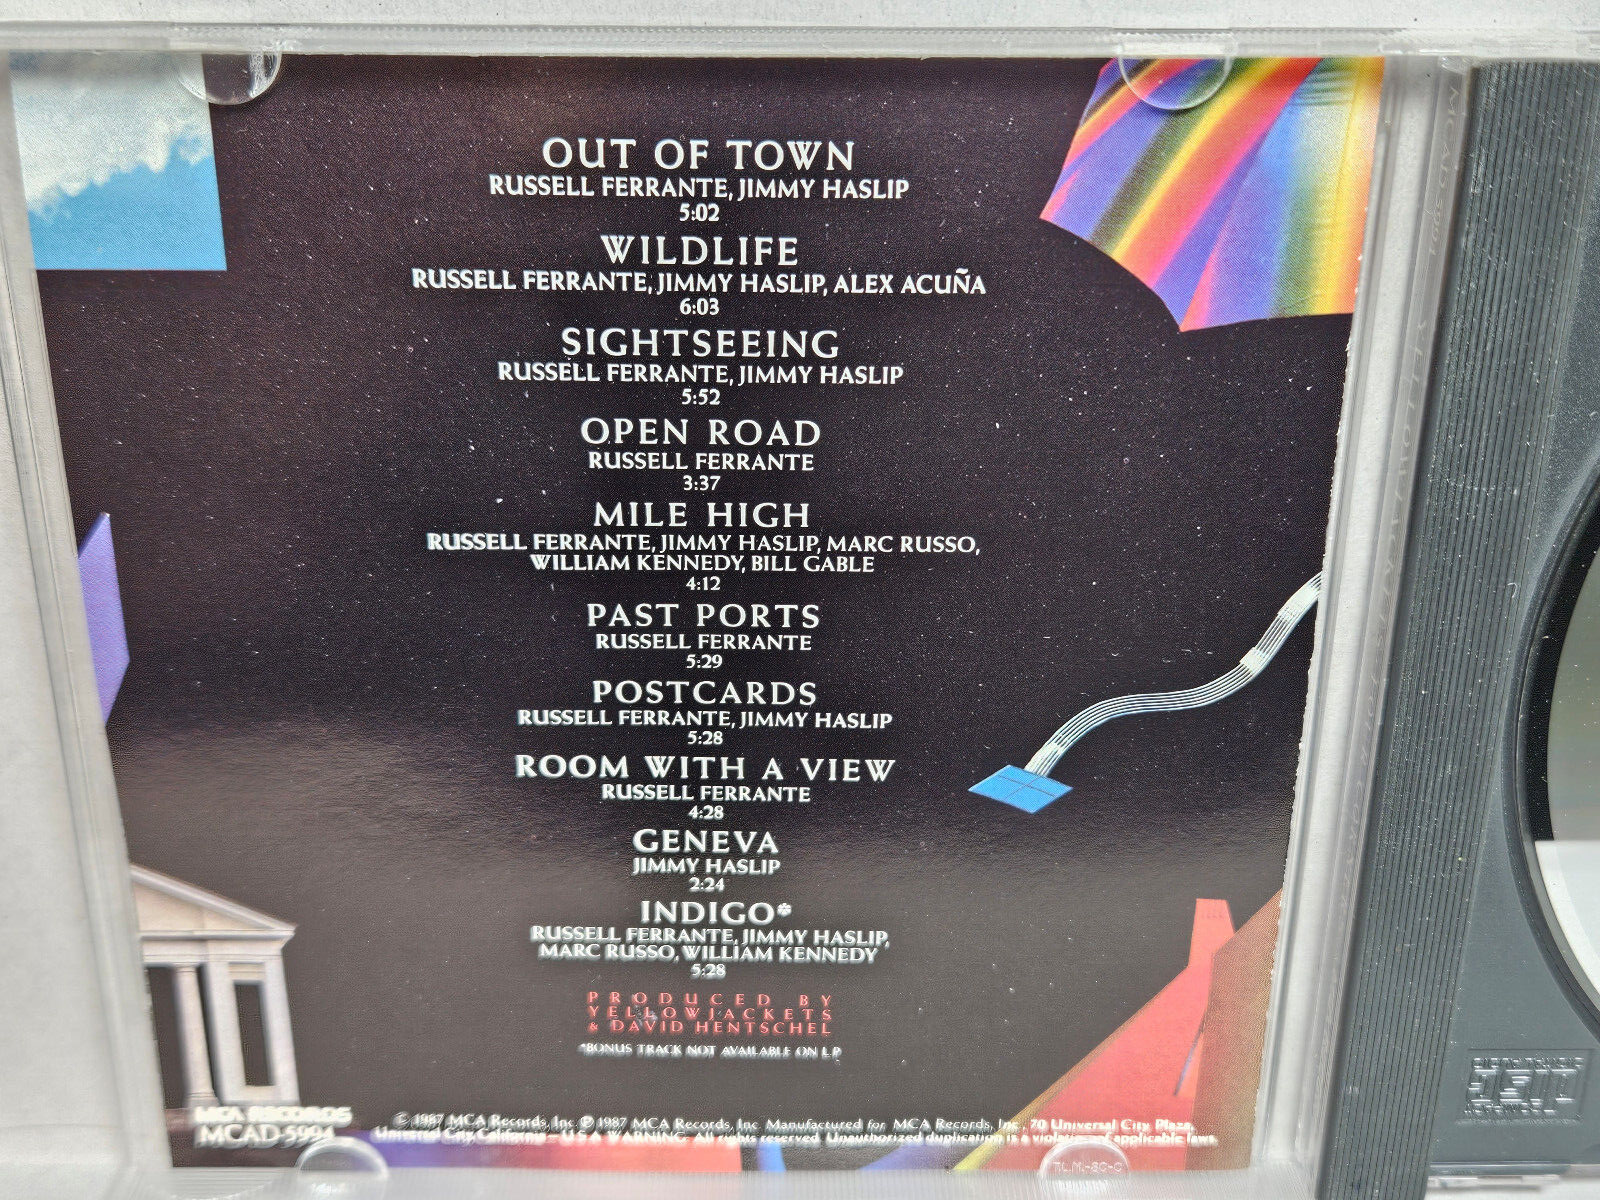 OUT OF TOWN
RUSSELL FERRANTE, JIMMY HASLIP
5:02
WILDLIFE
RUSSELL FERRANTE, JIMMY HASLIP, ALEX ACUÑA
6:03
SIGHTSEEING
RUSSELL FERRANTE, JIMMY HASLIP
5:52
OPEN ROAD
RUSSELL FERRANTE
3:37
MILE HIGH
RUSSELL FERRANTE, JIMMY HASLIP, MARC RUSSO,
WILLIAM KENNEDY, BILL GABLE
4:12
PAST PORTS
RUSSELL FERRANTE
5:29
POSTCARDS
RUSSELL FERRANTE, JIMMY HASLIP
5:28
ROOM WITH A VIEW
RUSSELL FERRANTE
4:28
GENEVA
JIMMY HASLIP
2:24
INDIGO*
RUSSELL FERRANTE, JIMMY HASLIP,
MARC RUSSO, WILLIAM KENNEDY
5:28
PRODUCED BY
YELLOWJACKETS
& DAVID HENTSCHEL
*BONUS TRACK NOT AVAILABLE ON LP
MCA RECORDS
MCAD-5994
© 1987 MCA Records, Inc. ℗ 1987 MCA Records, Inc. Manufactured for MCA Records, Inc., 70 Universal City Plaza,
Universal City, California — U.S.A. WARNING: All rights reserved. Unauthorized duplication is a violation of applicable laws.